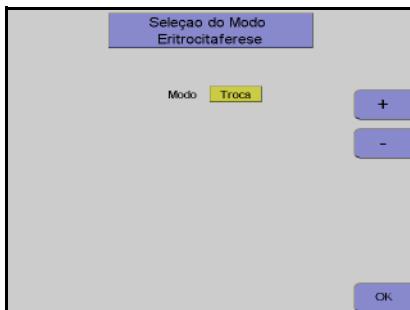 Seleçao do Modo
Eritrocitaferese
Modo Troca
+
-
OK